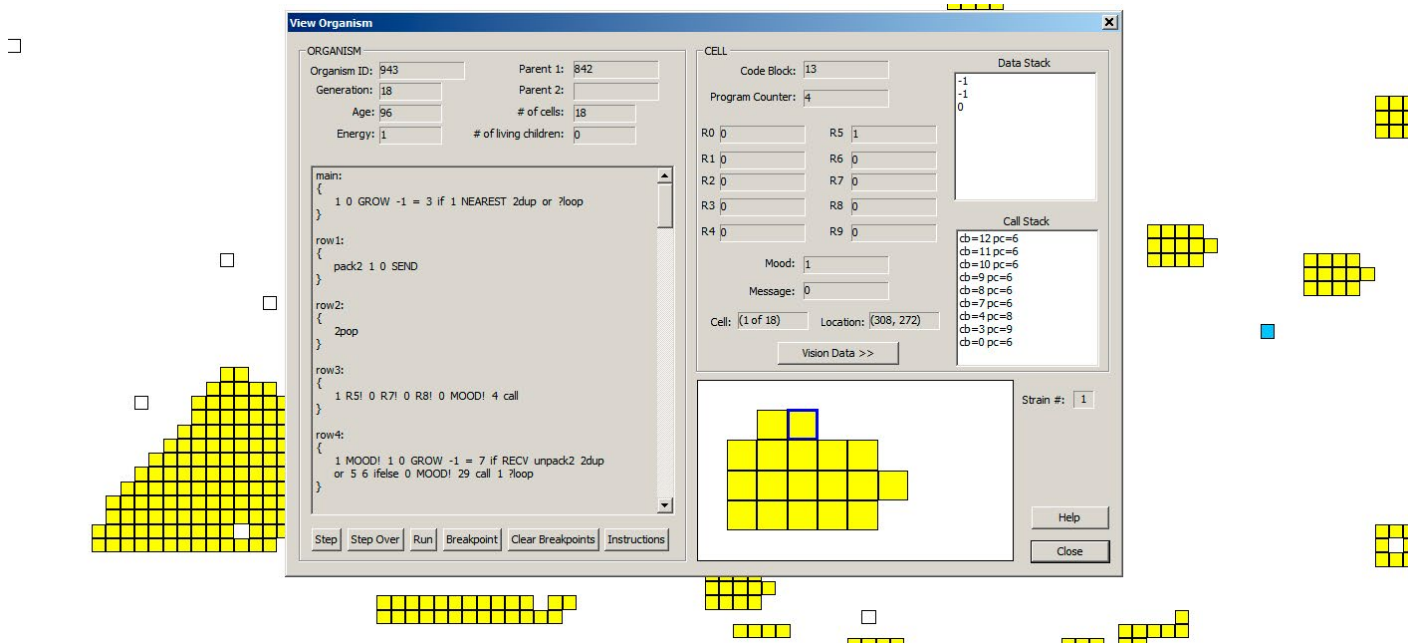 View Organism
ORGANISM
Organism ID: 943
Parent 1: 842
Generation: 18
Parent 2:
Age: 96
# of cells: 18
Energy: 1
# of living children: 0
main:
{
1 0 GROW -1 = 3 if 1 NEAREST 2dup or ?loop
}
row1:
{
pack2 1 0 SEND
}
row2:
{
2pop
}
row3:
{
1 R5! 0 R7! 0 R8! 0 MOOD! 4 call
}
row4:
{
1 MOOD! 1 0 GROW -1 = 7 if RECV unpack2 2dup
or 5 6 ifelse 0 MOOD! 29 call 1 ?loop
}
Step
Step Over
Run
Breakpoint
Clear Breakpoints
Instructions
CELL
Code Block: 13
Program Counter: 4
R0 0
R5 1
R1 0
R6 0
R2 0
R7 0
R3 0
R8 0
R4 0
R9 0
Mood: 1
Message: 0
Cell: (1 of 18)
Location: (308, 272)
Vision Data >>
Data Stack
-1
-1
0
Call Stack
cb=12 pc=6
cb=11 pc=6
cb=10 pc=6
cb=9 pc=6
cb=8 pc=6
cb=7 pc=6
cb=4 pc=8
cb=3 pc=9
cb=0 pc=6
Strain #: 1
Help
Close